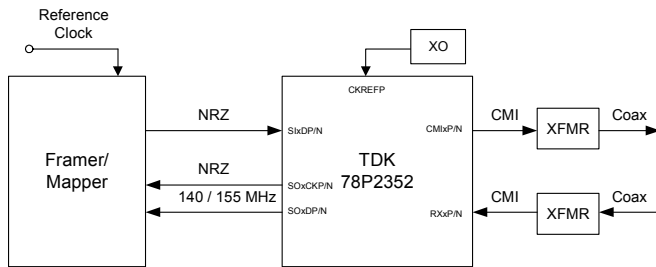 Reference
Clock
XO
CKREFP
NRZ
SIxDP/N
CMIxP/N
CMI
XFMR
Coax
Framer/
Mapper
TDK
78P2352
NRZ
SOxCKP/N
140 / 155 MHz
SOxDP/N
RXxP/N
CMI
XFMR
Coax